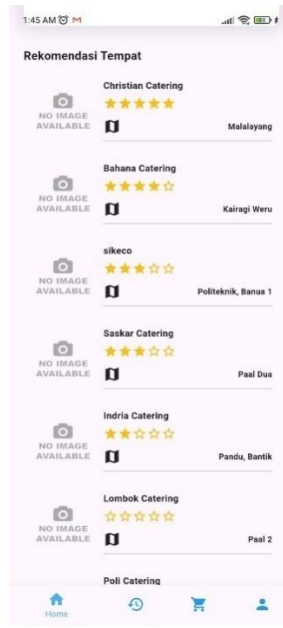 1:45 AM
Rekomendasi Tempat
Christian Catering
NO IMAGE
AVAILABLE
Malalayang
Bahana Catering
NO IMAGE
AVAILABLE
Kairagi Weru
sikeco
NO IMAGE
AVAILABLE
Politeknik, Banua 1
Saskar Catering
NO IMAGE
AVAILABLE
Paal Dua
Indria Catering
NO IMAGE
AVAILABLE
Pandu, Bantik
Lombok Catering
NO IMAGE
AVAILABLE
Paal 2
Poli Catering
Home